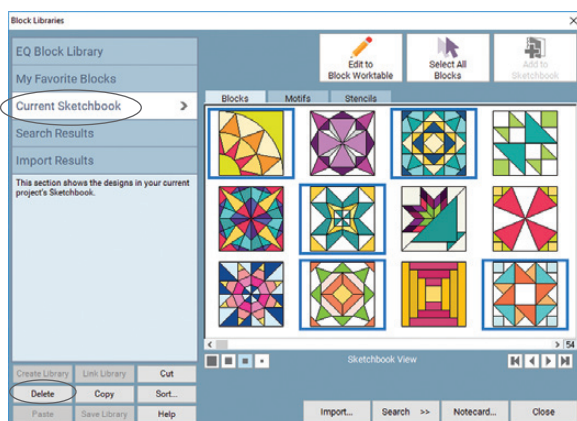 Block Libraries
EQ Block Library
My Favorite Blocks
Current Sketchbook >
Search Results
Import Results
This section shows the designs in your current
project's Sketchbook.
Edit to
Block Worktable
Select All
Blocks
Add to
Sketchbook
Blocks Motifs Stencils
54
Sketchbook View
Create Library Link Library Cut
Delete Copy Sort...
Paste Save Library Help
Import... Search >> Notecard... Close